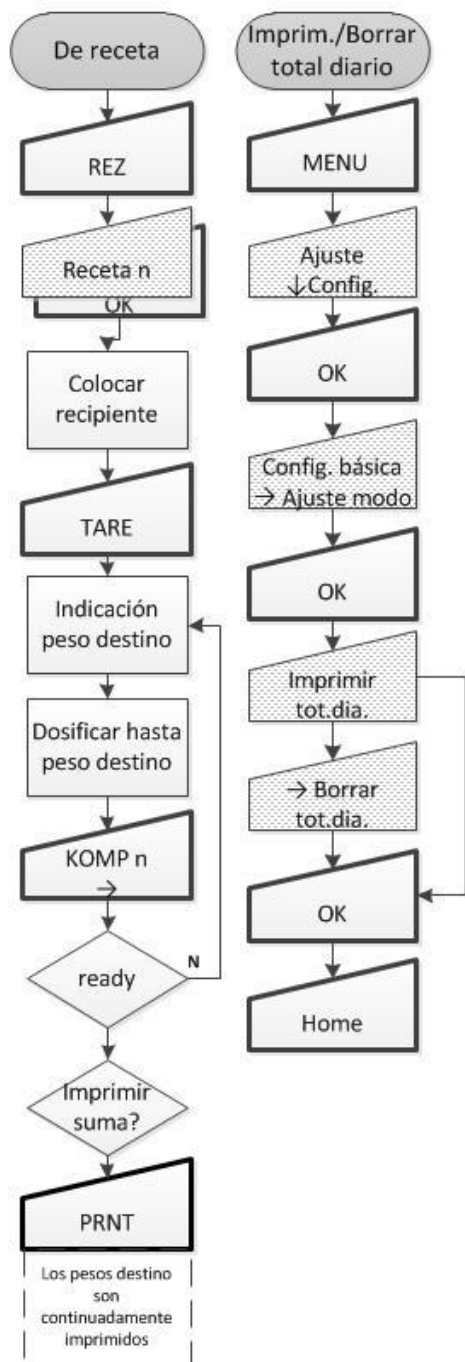 De receta
REZ
Receta n
OK
Colocar
recipiente
TARE
Indicación
peso destino
Dosificar hasta
peso destino
KOMP n
→
ready
N
Imprimir
suma?
PRNT
Los pesos destino
son
continuadamente
imprimidos
Imprim./Borrar
total diario
MENU
Ajuste
↓Config.
OK
Config. básica
→ Ajuste modo
OK
Imprimir
tot.dia.
→ Borrar
tot.dia.
OK
Home